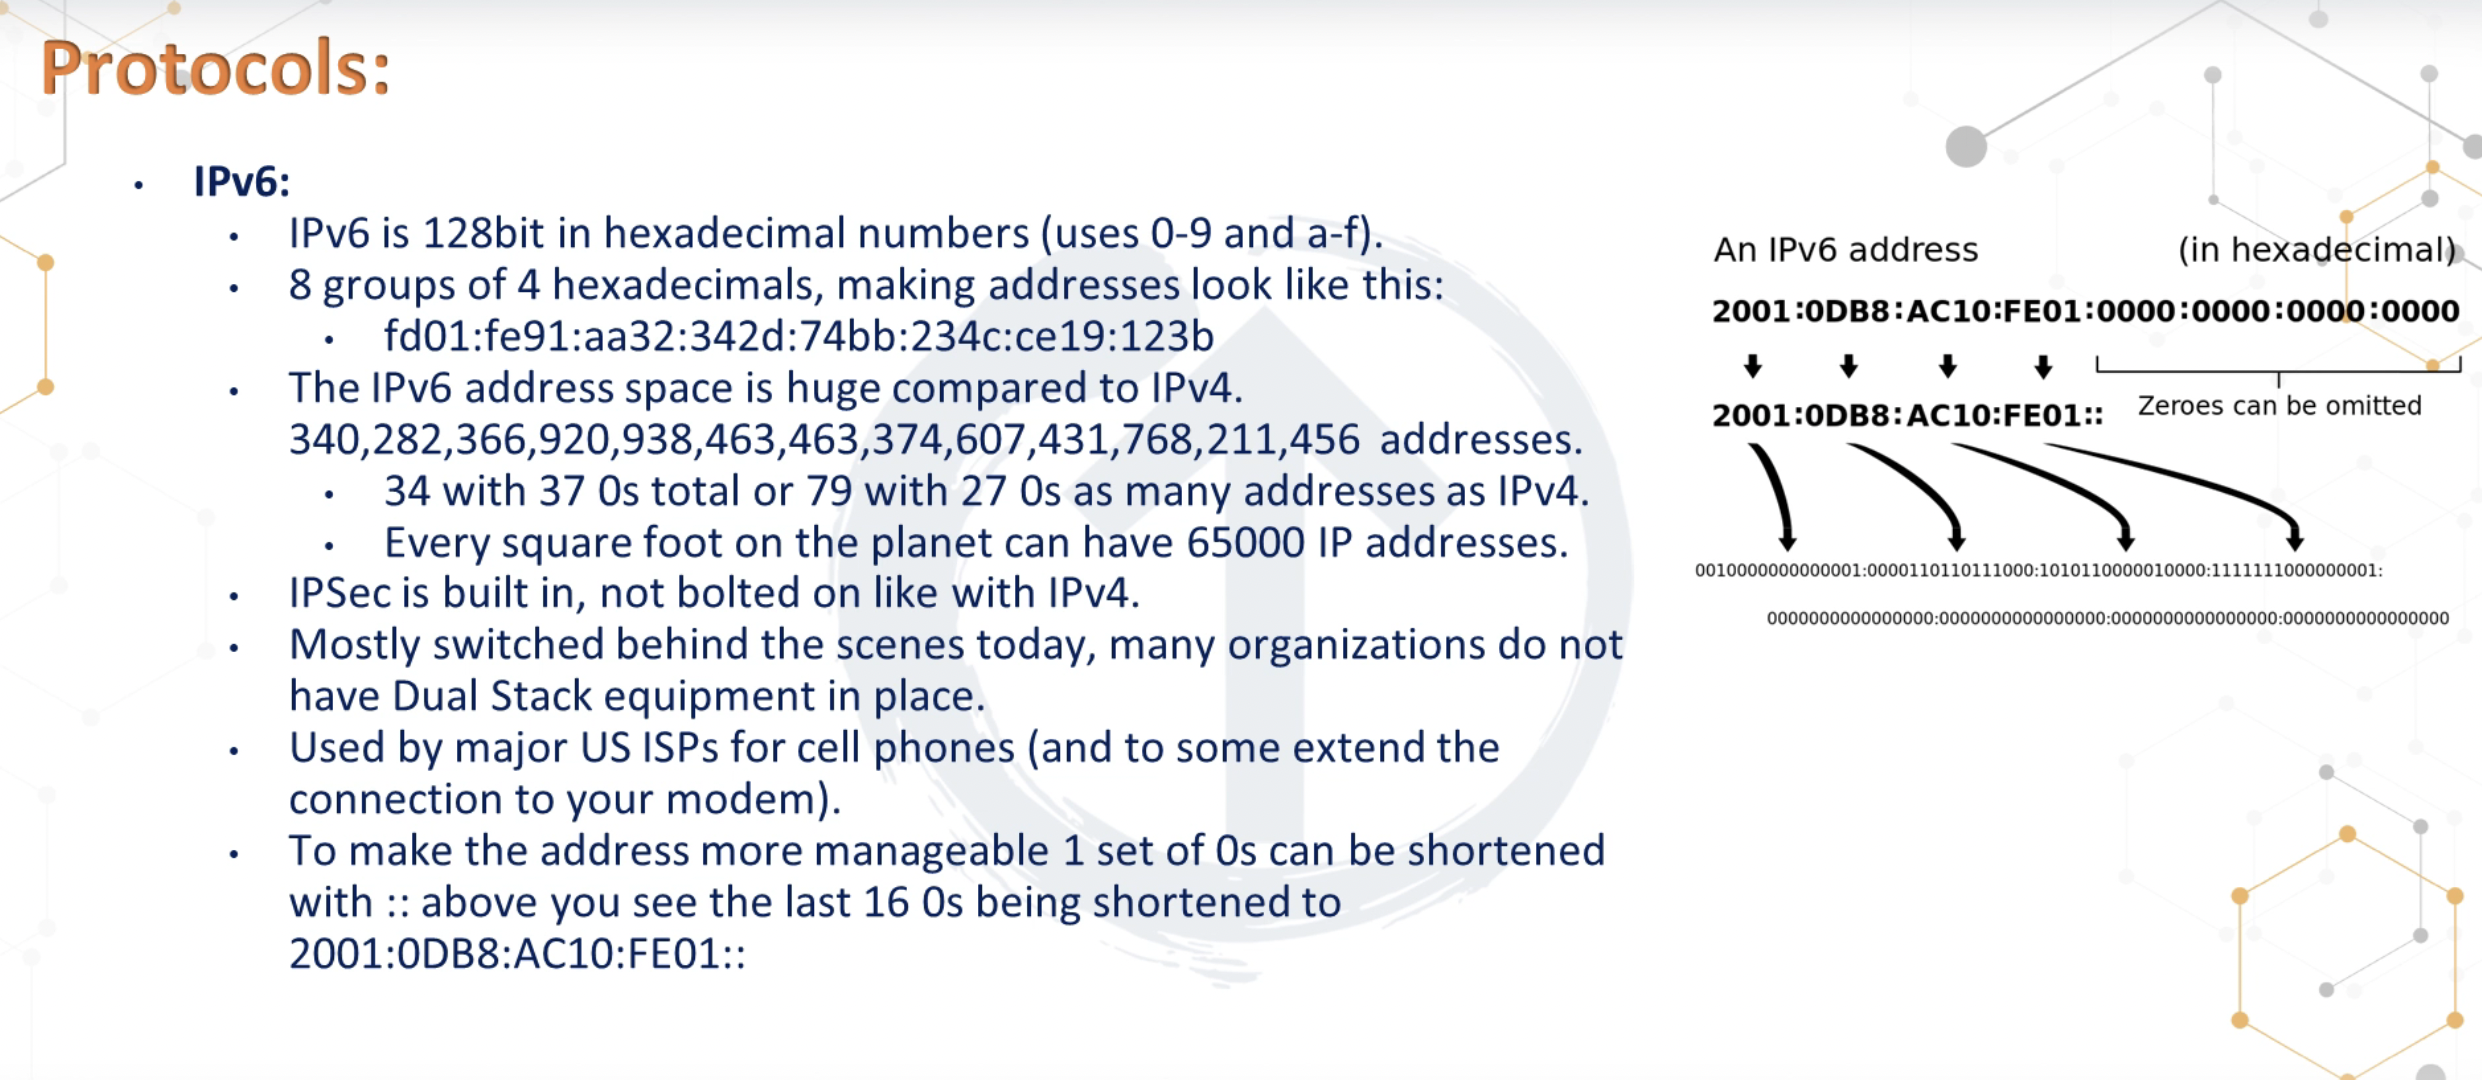 Protocols:
• IPv6:
• IPv6 is 128bit in hexadecimal numbers (uses 0-9 and a-f).
• 8 groups of 4 hexadecimals, making addresses look like this:
• fd01:fe91:aa32:342d:74bb:234c:ce19:123b
• The IPv6 address space is huge compared to IPv4.
340,282,366,920,938,463,463,374,607,431,768,211,456 addresses.
• 34 with 37 0s total or 79 with 27 0s as many addresses as IPv4.
• Every square foot on the planet can have 65000 IP addresses.
• IPSec is built in, not bolted on like with IPv4.
• Mostly switched behind the scenes today, many organizations do not
have Dual Stack equipment in place.
• Used by major US ISPs for cell phones (and to some extend the
connection to your modem).
• To make the address more manageable 1 set of 0s can be shortened
with :: above you see the last 16 0s being shortened to
2001:0DB8:AC10:FE01::
An IPv6 address (in hexadecimal)
2001:0DB8:AC10:FE01:0000:0000:0000:0000
2001:0DB8:AC10:FE01:: Zeroes can be omitted
0010000000000001:0000110110111000:1010110000010000:1111111000000001:
0000000000000000:0000000000000000:0000000000000000:0000000000000000